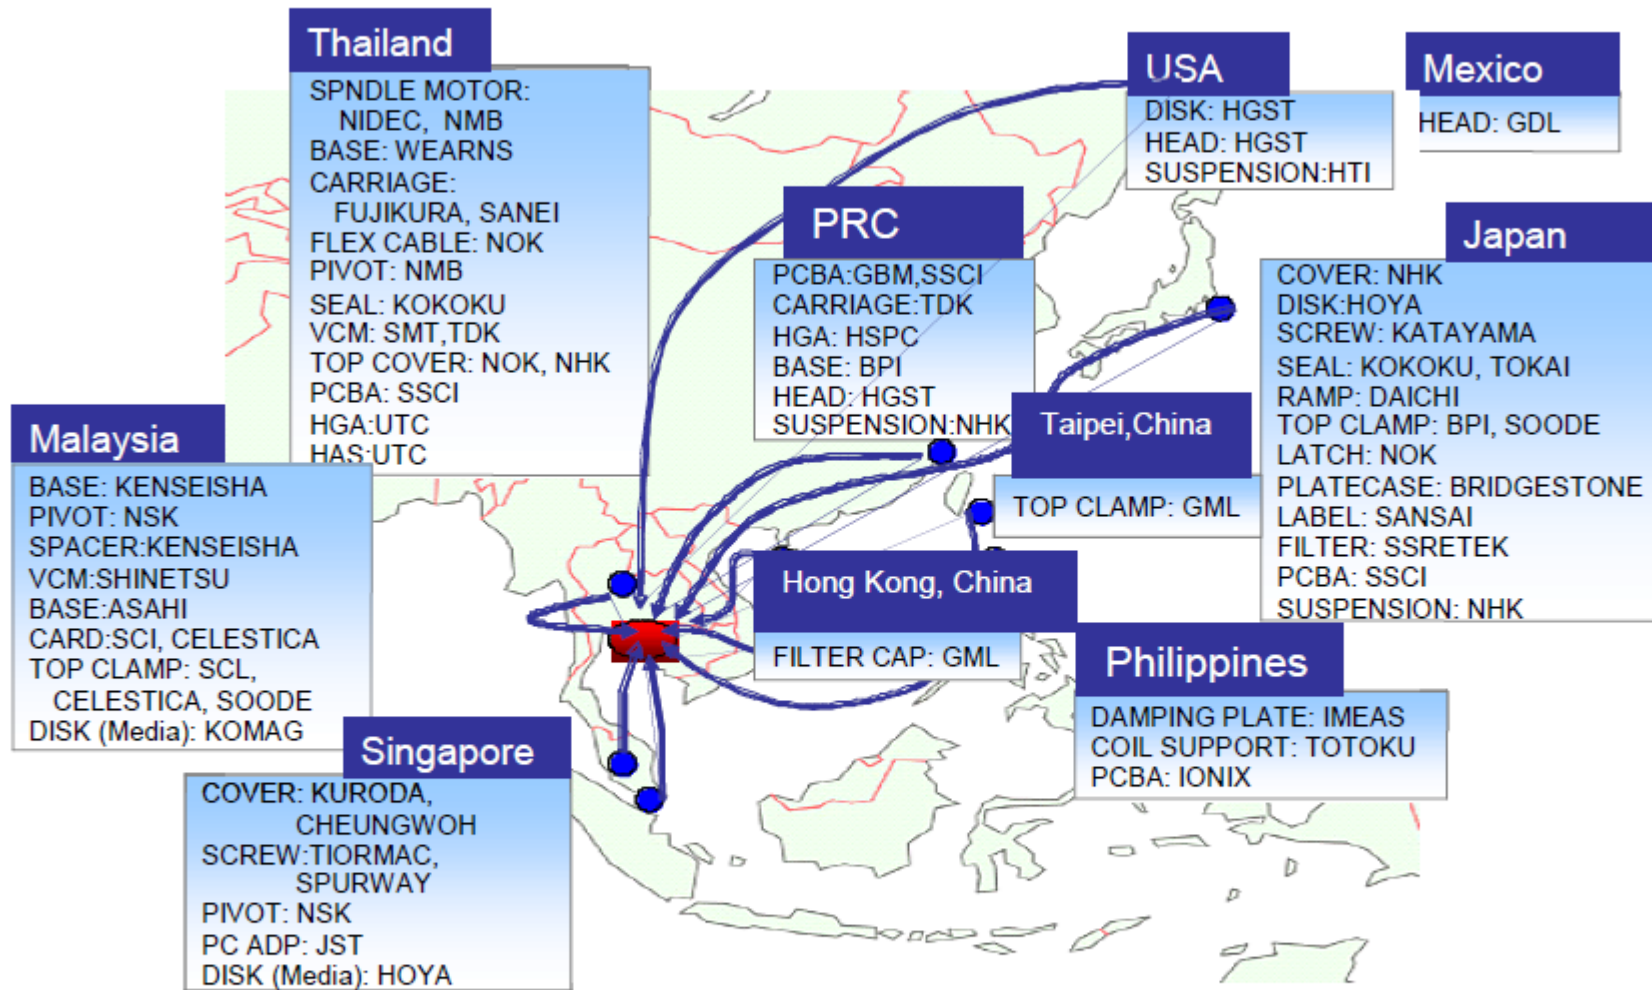 Thailand
SPNDLE MOTOR:
NIDEC, NMB
BASE: WEARNS
CARRIAGE:
FUJIKURA, SANEI
FLEX CABLE: NOK
PIVOT: NMB
SEAL: KOKOKU
VCM: SMT,TDK
TOP COVER: NOK, NHK
PCBA: SSCI
HGA:UTC
HAS:UTC
USA
DISK: HGST
HEAD: HGST
SUSPENSION:HTI
Mexico
HEAD: GDL
PRC
PCBA:GBM,SSCI
CARRIAGE:TDK
HGA: HSPC
BASE: BPI
HEAD: HGST
SUSPENSION:NHK
Japan
COVER: NHK
DISK:HOYA
SCREW: KATAYAMA
SEAL: KOKOKU, TOKAI
RAMP: DAICHI
TOP CLAMP: BPI, SOODE
LATCH: NOK
PLATECASE: BRIDGESTONE
LABEL: SANSAI
FILTER: SSRETEK
PCBA: SSCI
SUSPENSION: NHK
Taipei,China
TOP CLAMP: GML
Malaysia
BASE: KENSEISHA
PIVOT: NSK
SPACER:KENSEISHA
VCM:SHINETSU
BASE:ASAHI
CARD:SCI, CELESTICA
TOP CLAMP: SCL,
CELESTICA, SOODE
DISK (Media): KOMAG
Hong Kong, China
FILTER CAP: GML
Philippines
DAMPING PLATE: IMEAS
COIL SUPPORT: TOTOKU
PCBA: IONIX
Singapore
COVER: KURODA,
CHEUNGWOH
SCREW:TIORMAC,
SPURWAY
PIVOT: NSK
PC ADP: JST
DISK (Media): HOYA